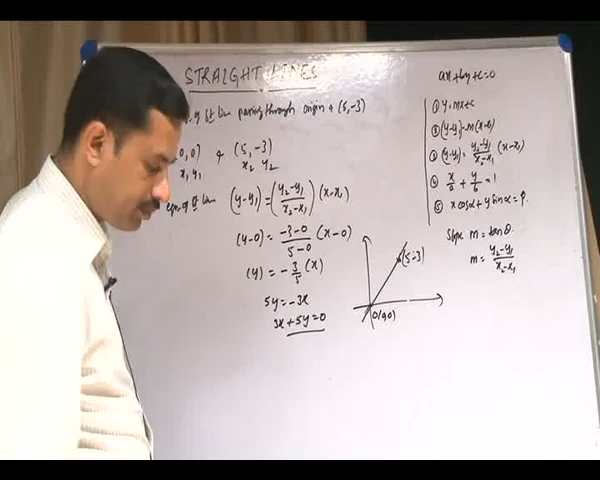 STRAIGHT LINES
St line passing through origin & (5,-3)
0,0) & (5,-3)
x₁ y₁ x₂ y₂
eqn of St line (y-y₁) = (y₂-y₁/x₂-x₁) (x-x₁)
(y-0) = -3-0/5-0 (x-0)
(y) = -3/5 (x)
5y = -3x
3x+5y=0
(5,-3)
0(0,0)
ax+by+c=0
① y=mx+c
② (y-y₁)=m(x-x₁)
③ (y-y₁)= y₂-y₁/x₂-x₁ (x-x₁)
④ x/a + y/b = 1
⑤ x cosα + y sinα = P.
Slope m = tan θ.
m = y₂-y₁/x₂-x₁